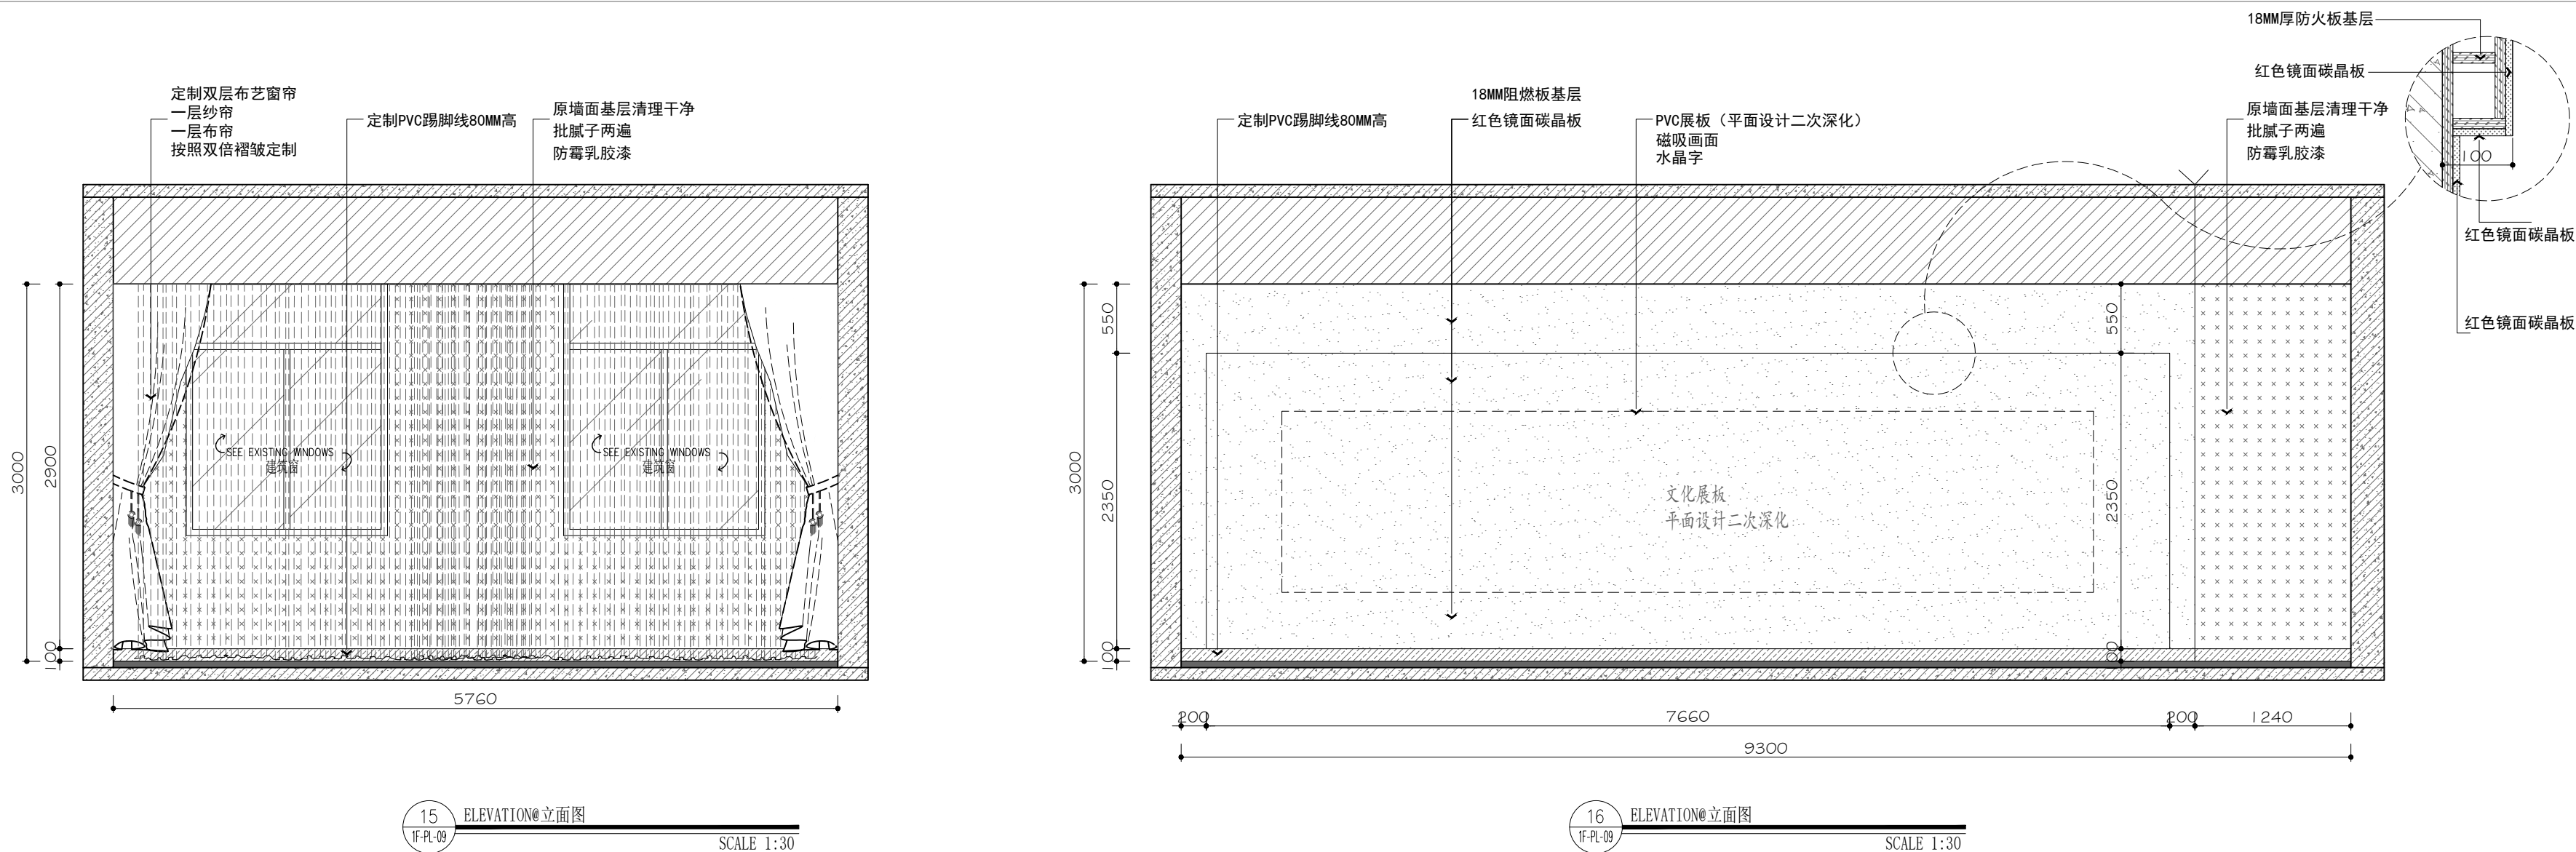 定制双层布艺窗帘
一层纱帘
一层布帘
按照双倍褶皱定制
定制PVC踢脚线80MM高
原墙面基层清理干净
批腻子两遍
防霉乳胶漆
3000
2900
100
SEE EXISTING WINDOWS
建筑窗
SEE EXISTING WINDOWS
建筑窗
5760
15
1F-PL-09
ELEVATION@立面图
SCALE 1:30
定制PVC踢脚线80MM高
18MM阻燃板基层
红色镜面碳晶板
PVC展板（平面设计二次深化）
磁吸画面
水晶字
18MM厚防火板基层
红色镜面碳晶板
原墙面基层清理干净
批腻子两遍
防霉乳胶漆
100
红色镜面碳晶板
红色镜面碳晶板
3000
550
2350
100
550
2350
100
文化展板
平面设计二次深化
200
7660
200
1240
9300
16
1F-PL-09
ELEVATION@立面图
SCALE 1:30